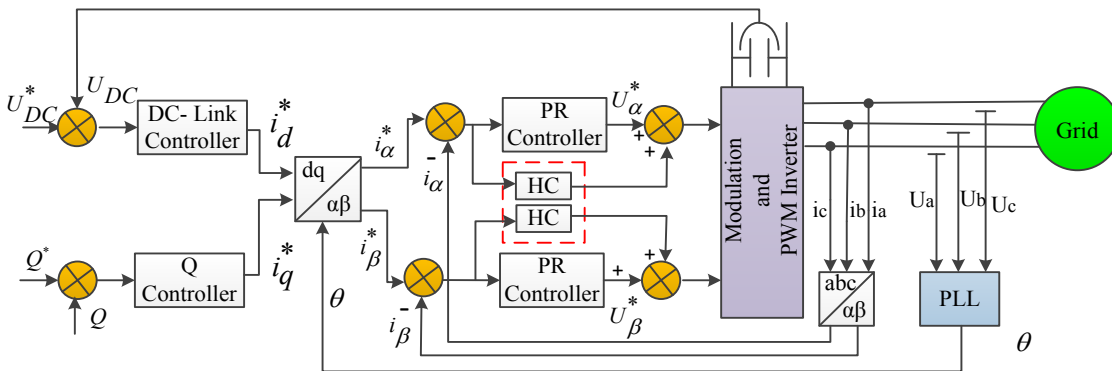 U*DC
UDC
DC- Link
Controller
i*d
dq
αβ
i*α
-
iα
PR
Controller
U*α
+
+
HC
HC
Modulation
and
PWM Inverter
Grid
ic
ib
ia
Ua
Ub
Uc
Q*
Q
Q
Controller
i*q
θ
i*β
-
iβ
PR
Controller
+
+
U*β
abc
αβ
PLL
θ